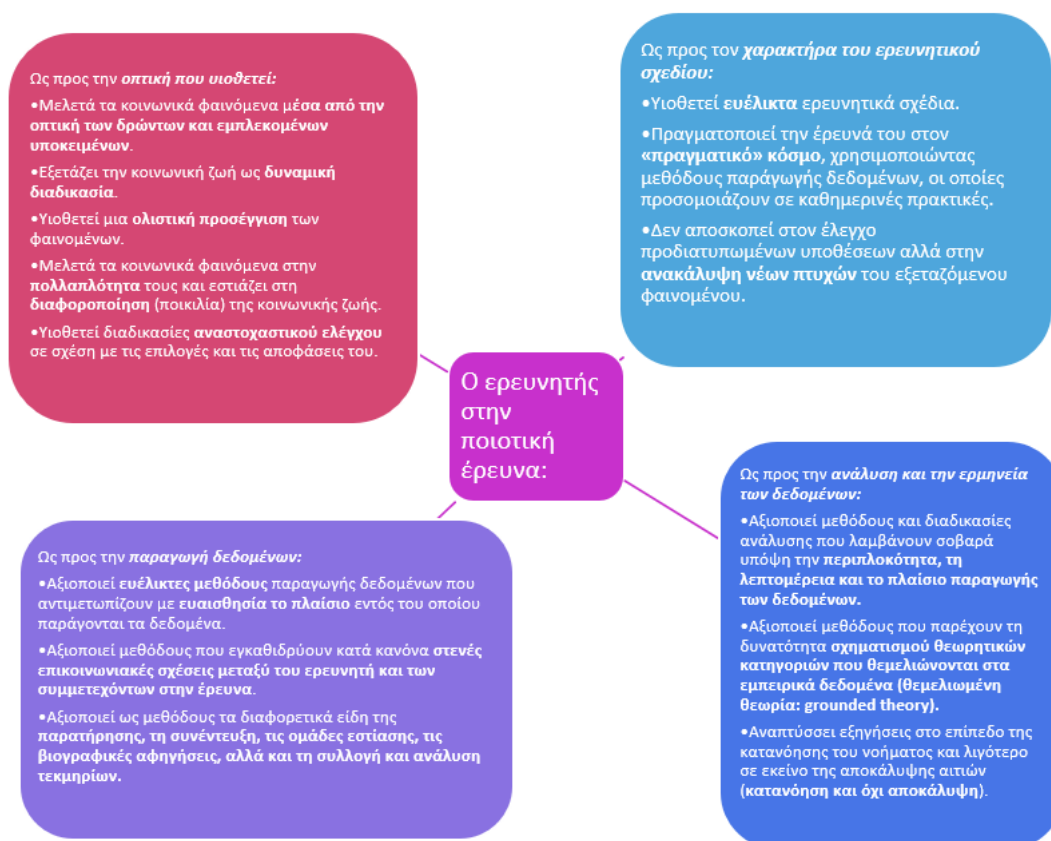 Ως προς την οπτική που υιοθετεί:
•Μελετά τα κοινωνικά φαινόμενα μέσα από την
οπτική των δρώντων και εμπλεκομένων
υποκειμένων.
•Εξετάζει την κοινωνική ζωή ως δυναμική
διαδικασία.
•Υιοθετεί μια ολιστική προσέγγιση των
φαινομένων.
•Μελετά τα κοινωνικά φαινόμενα στην
πολλαπλότητα τους και εστιάζει στη
διαφοροποίηση (ποικιλία) της κοινωνικής ζωής.
•Υιοθετεί διαδικασίες αναστοχαστικού ελέγχου
σε σχέση με τις επιλογές και τις αποφάσεις του.
Ως προς τον χαρακτήρα του ερευνητικού
σχεδίου:
•Υιοθετεί ευέλικτα ερευνητικά σχέδια.
•Πραγματοποιεί την έρευνά του στον
«πραγματικό» κόσμο, χρησιμοποιώντας
μεθόδους παράγωγής δεδομένων, οι οποίες
προσομοιάζουν σε καθημερινές πρακτικές.
•Δεν αποσκοπεί στον έλεγχο
προδιατυπωμένων υποθέσεων αλλά στην
ανακάλυψη νέων πτυχών του εξεταζόμενου
φαινομένου.
Ο ερευνητής
στην
ποιοτική
έρευνα:
Ως προς την παραγωγή δεδομένων:
•Αξιοποιεί ευέλικτες μεθόδους παραγωγής δεδομένων που
αντιμετωπίζουν με ευαισθησία το πλαίσιο εντός του οποίου
παράγονται τα δεδομένα.
•Αξιοποιεί μεθόδους που εγκαθιδρύουν κατά κανόνα στενές
επικοινωνιακές σχέσεις μεταξύ του ερευνητή και των
συμμετεχόντων στην έρευνα.
•Αξιοποιεί ως μεθόδους τα διαφορετικά είδη της
παρατήρησης, τη συνέντευξη, τις ομάδες εστίασης, τις
βιογραφικές αφηγήσεις, αλλά και τη συλλογή και ανάλυση
τεκμηρίων.
Ως προς την ανάλυση και την ερμηνεία
των δεδομένων:
•Αξιοποιεί μεθόδους και διαδικασίες
ανάλυσης που λαμβάνουν σοβαρά
υπόψη την περιπλοκότητα, τη
λεπτομέρεια και το πλαίσιο παραγωγής
των δεδομένων.
•Αξιοποιεί μεθόδους που παρέχουν τη
δυνατότητα σχηματισμού θεωρητικών
κατηγοριών που θεμελιώνονται στα
εμπειρικά δεδομένα (θεμελιωμένη
θεωρία: grounded theory).
•Αναπτύσσει εξηγήσεις στο επίπεδο της
κατανόησης του νοήματος και λιγότερο
σε εκείνο της αποκάλυψης αιτιών
(κατανόηση και όχι αποκάλυψη).